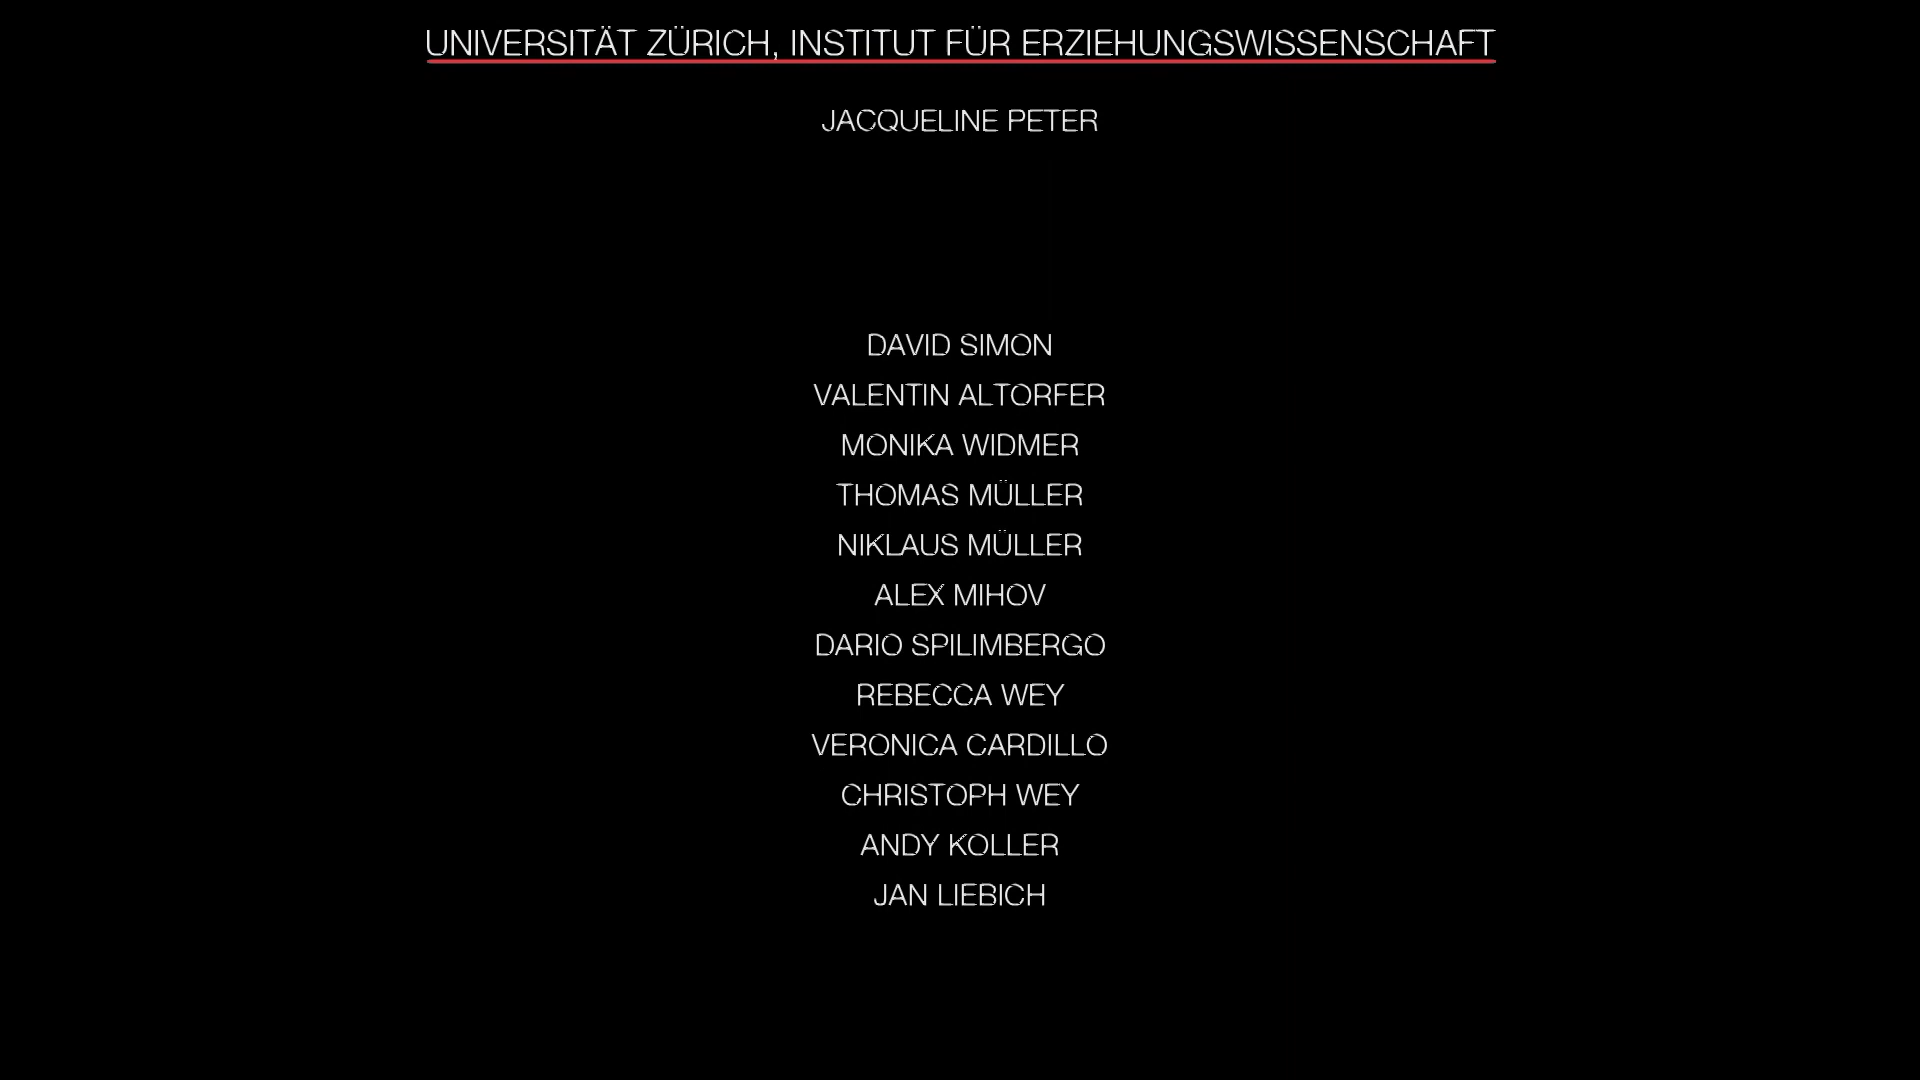 UNIVERSITÄT ZÜRICH, INSTITUT FÜR ERZIEHUNGSWISSENSCHAFT
JACQUELINE PETER
DAVID SIMON
VALENTIN ALTORFER
MONIKA WIDMER
THOMAS MÜLLER
NIKLAUS MÜLLER
ALEX MIHOV
DARIO SPILIMBERGO
REBECCA WEY
VERONICA CARDILLO
CHRISTOPH WEY
ANDY KOLLER
JAN LIEBICH